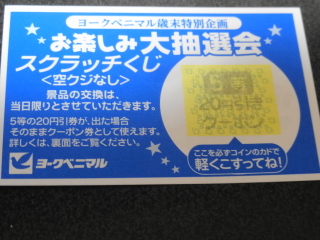 ヨークベニマル歳末特別企画
お楽しみ大抽選会
スクラッチくじ
<空クジなし>
景品の交換は、
当日限りとさせていただきます。
5等の20円引券が、出た場合
そのままクーポン券として使えます。
詳しくは、裏面をご覧ください。
ヨークベニマル
20円引き
クーポン
ここを必ずコインのカドで
軽くこすってね!